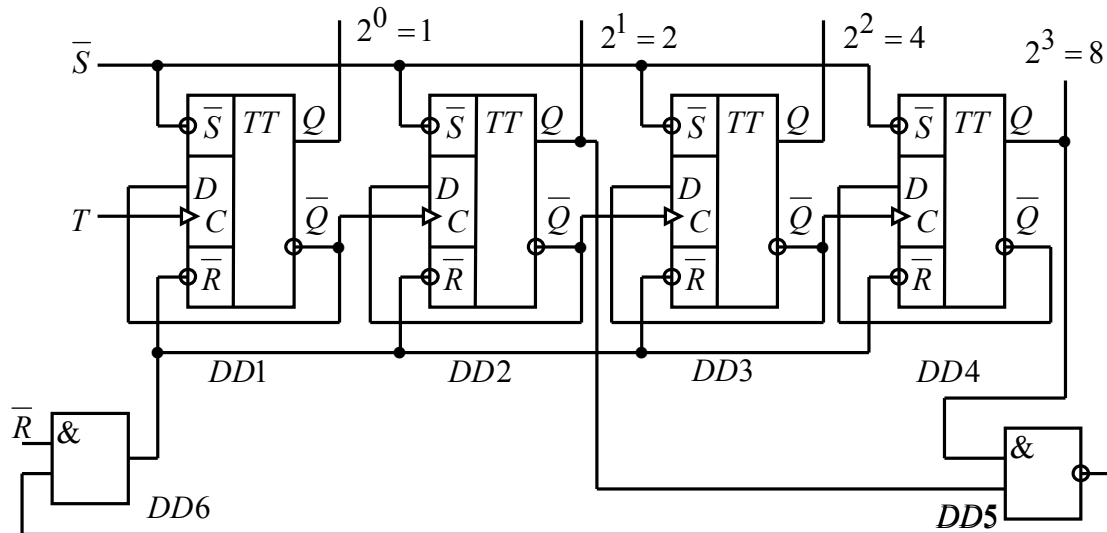 2^0 = 1
2^1 = 2
2^2 = 4
2^3 = 8
S̅
S̅ TT Q
S̅ TT Q
S̅ TT Q
S̅ TT Q
D
D
D
D
T
C Q̅
C Q̅
C Q̅
C Q̅
R̅
R̅
R̅
R̅
DD1
DD2
DD3
DD4
R̅
&
&
DD6
DD5